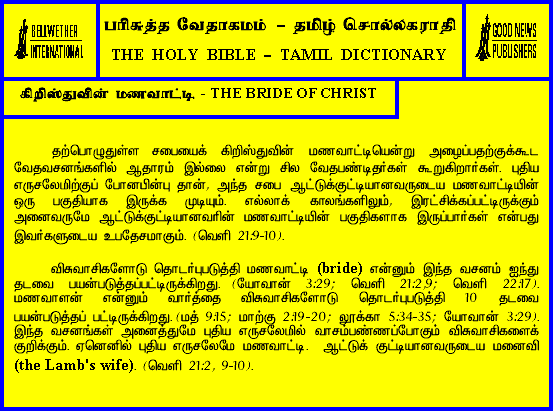 BELLWETHER
INTERNATIONAL
பரிசுத்த வேதாகமம் – தமிழ் சொல்லகராதி
THE HOLY BIBLE – TAMIL DICTIONARY
GOOD NEWS
PUBLISHERS
கிறிஸ்துவின் மணவாட்டி - THE BRIDE OF CHRIST
தற்பொழுதுள்ள சபையைக் கிறிஸ்துவின் மணவாட்டியென்று அழைப்பதற்குக்கூட
வேதவசனங்களில் ஆதாரம் இல்லை என்று சில வேதபண்டிதர்கள் கூறுகிறார்கள். புதிய
எருசலேமிற்குப் போனபின்பு தான், அந்த சபை ஆட்டுக்குட்டியானவருடைய மணவாட்டியின்
ஒரு பகுதியாக இருக்க முடியும். எல்லாக் காலங்களிலும், இரட்சிக்கப்பட்டிருக்கும்
அனைவருமே ஆட்டுக்குட்டியானவரின் மணவாட்டியின் பகுதிகளாக இருப்பார்கள் என்பது
இவர்களுடைய உபதேசமாகும். (வெளி 21:9-10).
விசுவாசிகளோடு தொடர்புபடுத்தி மணவாட்டி (bride) என்னும் இந்த வசனம் ஐந்து
தடவை பயன்படுத்தப்பட்டிருக்கிறது. (யோவான் 3:29; வெளி 21:2,9; வெளி 22:17).
மணவாளன் என்னும் வார்த்தை விசுவாசிகளோடு தொடர்புபடுத்தி 10 தடவை
பயன்படுத்தப் பட்டிருக்கிறது. (மத் 9:15; மாற்கு 2:19-20; லூக்கா 5:34-35; யோவான் 3:29).
இந்த வசனங்கள் அனைத்துமே புதிய எருசலேமில் வாசம்பண்ணப்போகும் விசுவாசிகளைக்
குறிக்கும். ஏனெனில் புதிய எருசலேமே மணவாட்டி. ஆட்டுக் குட்டியானவருடைய மனைவி
(the Lamb's wife). (வெளி 21:2, 9-10).